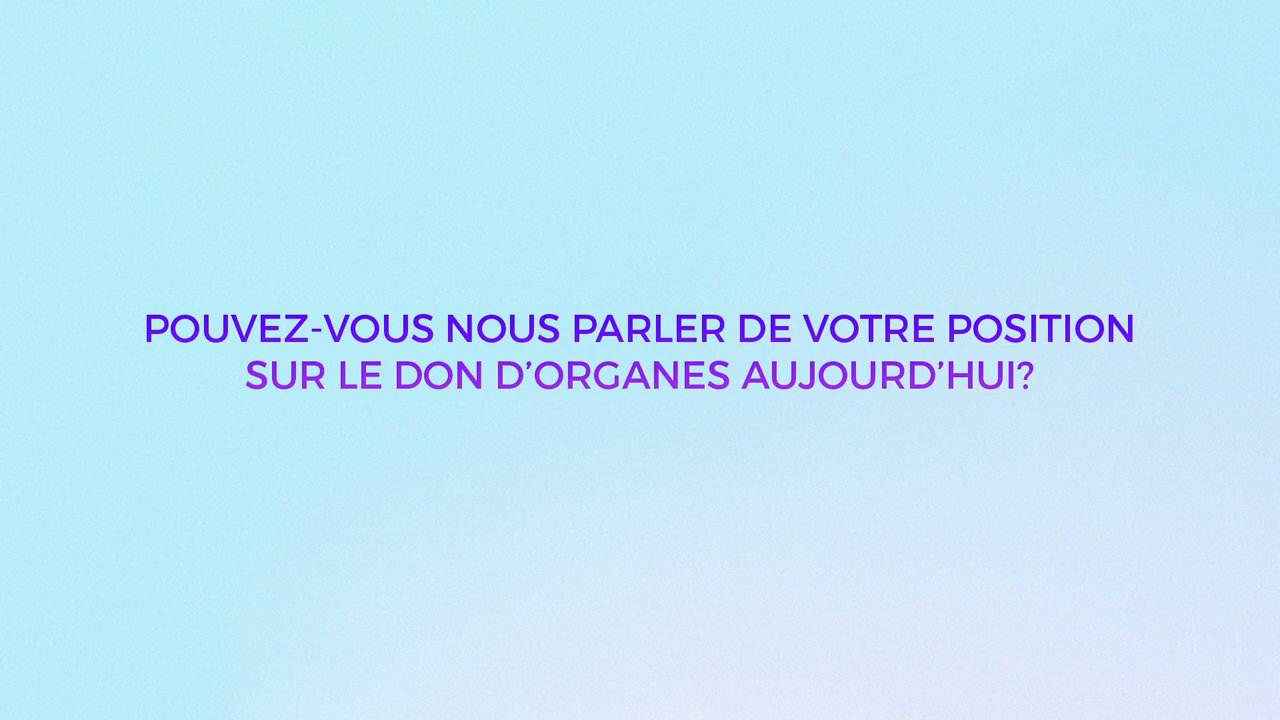 POUVEZ-VOUS NOUS PARLER DE VOTRE POSITION
SUR LE DON D’ORGANES AUJOURD’HUI?